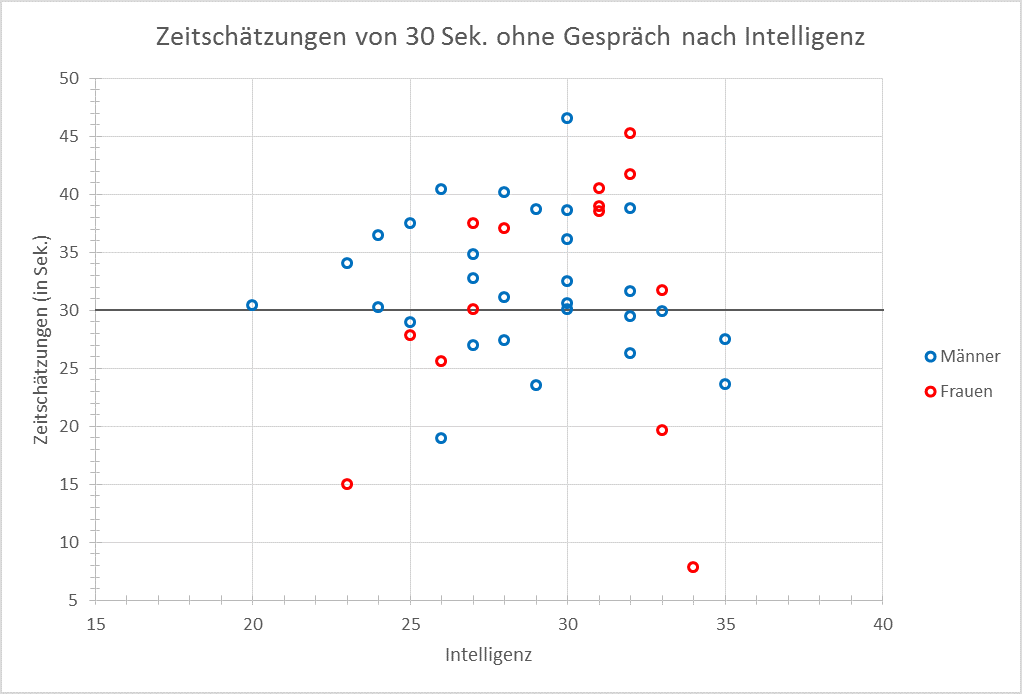 Zeitschätzungen von 30 Sek. ohne Gespräch nach Intelligenz
50
45
40
35
30
25
20
15
10
5
Zeitschätzungen (in Sek.)
15 20 25 30 35 40
Intelligenz
Männer
Frauen